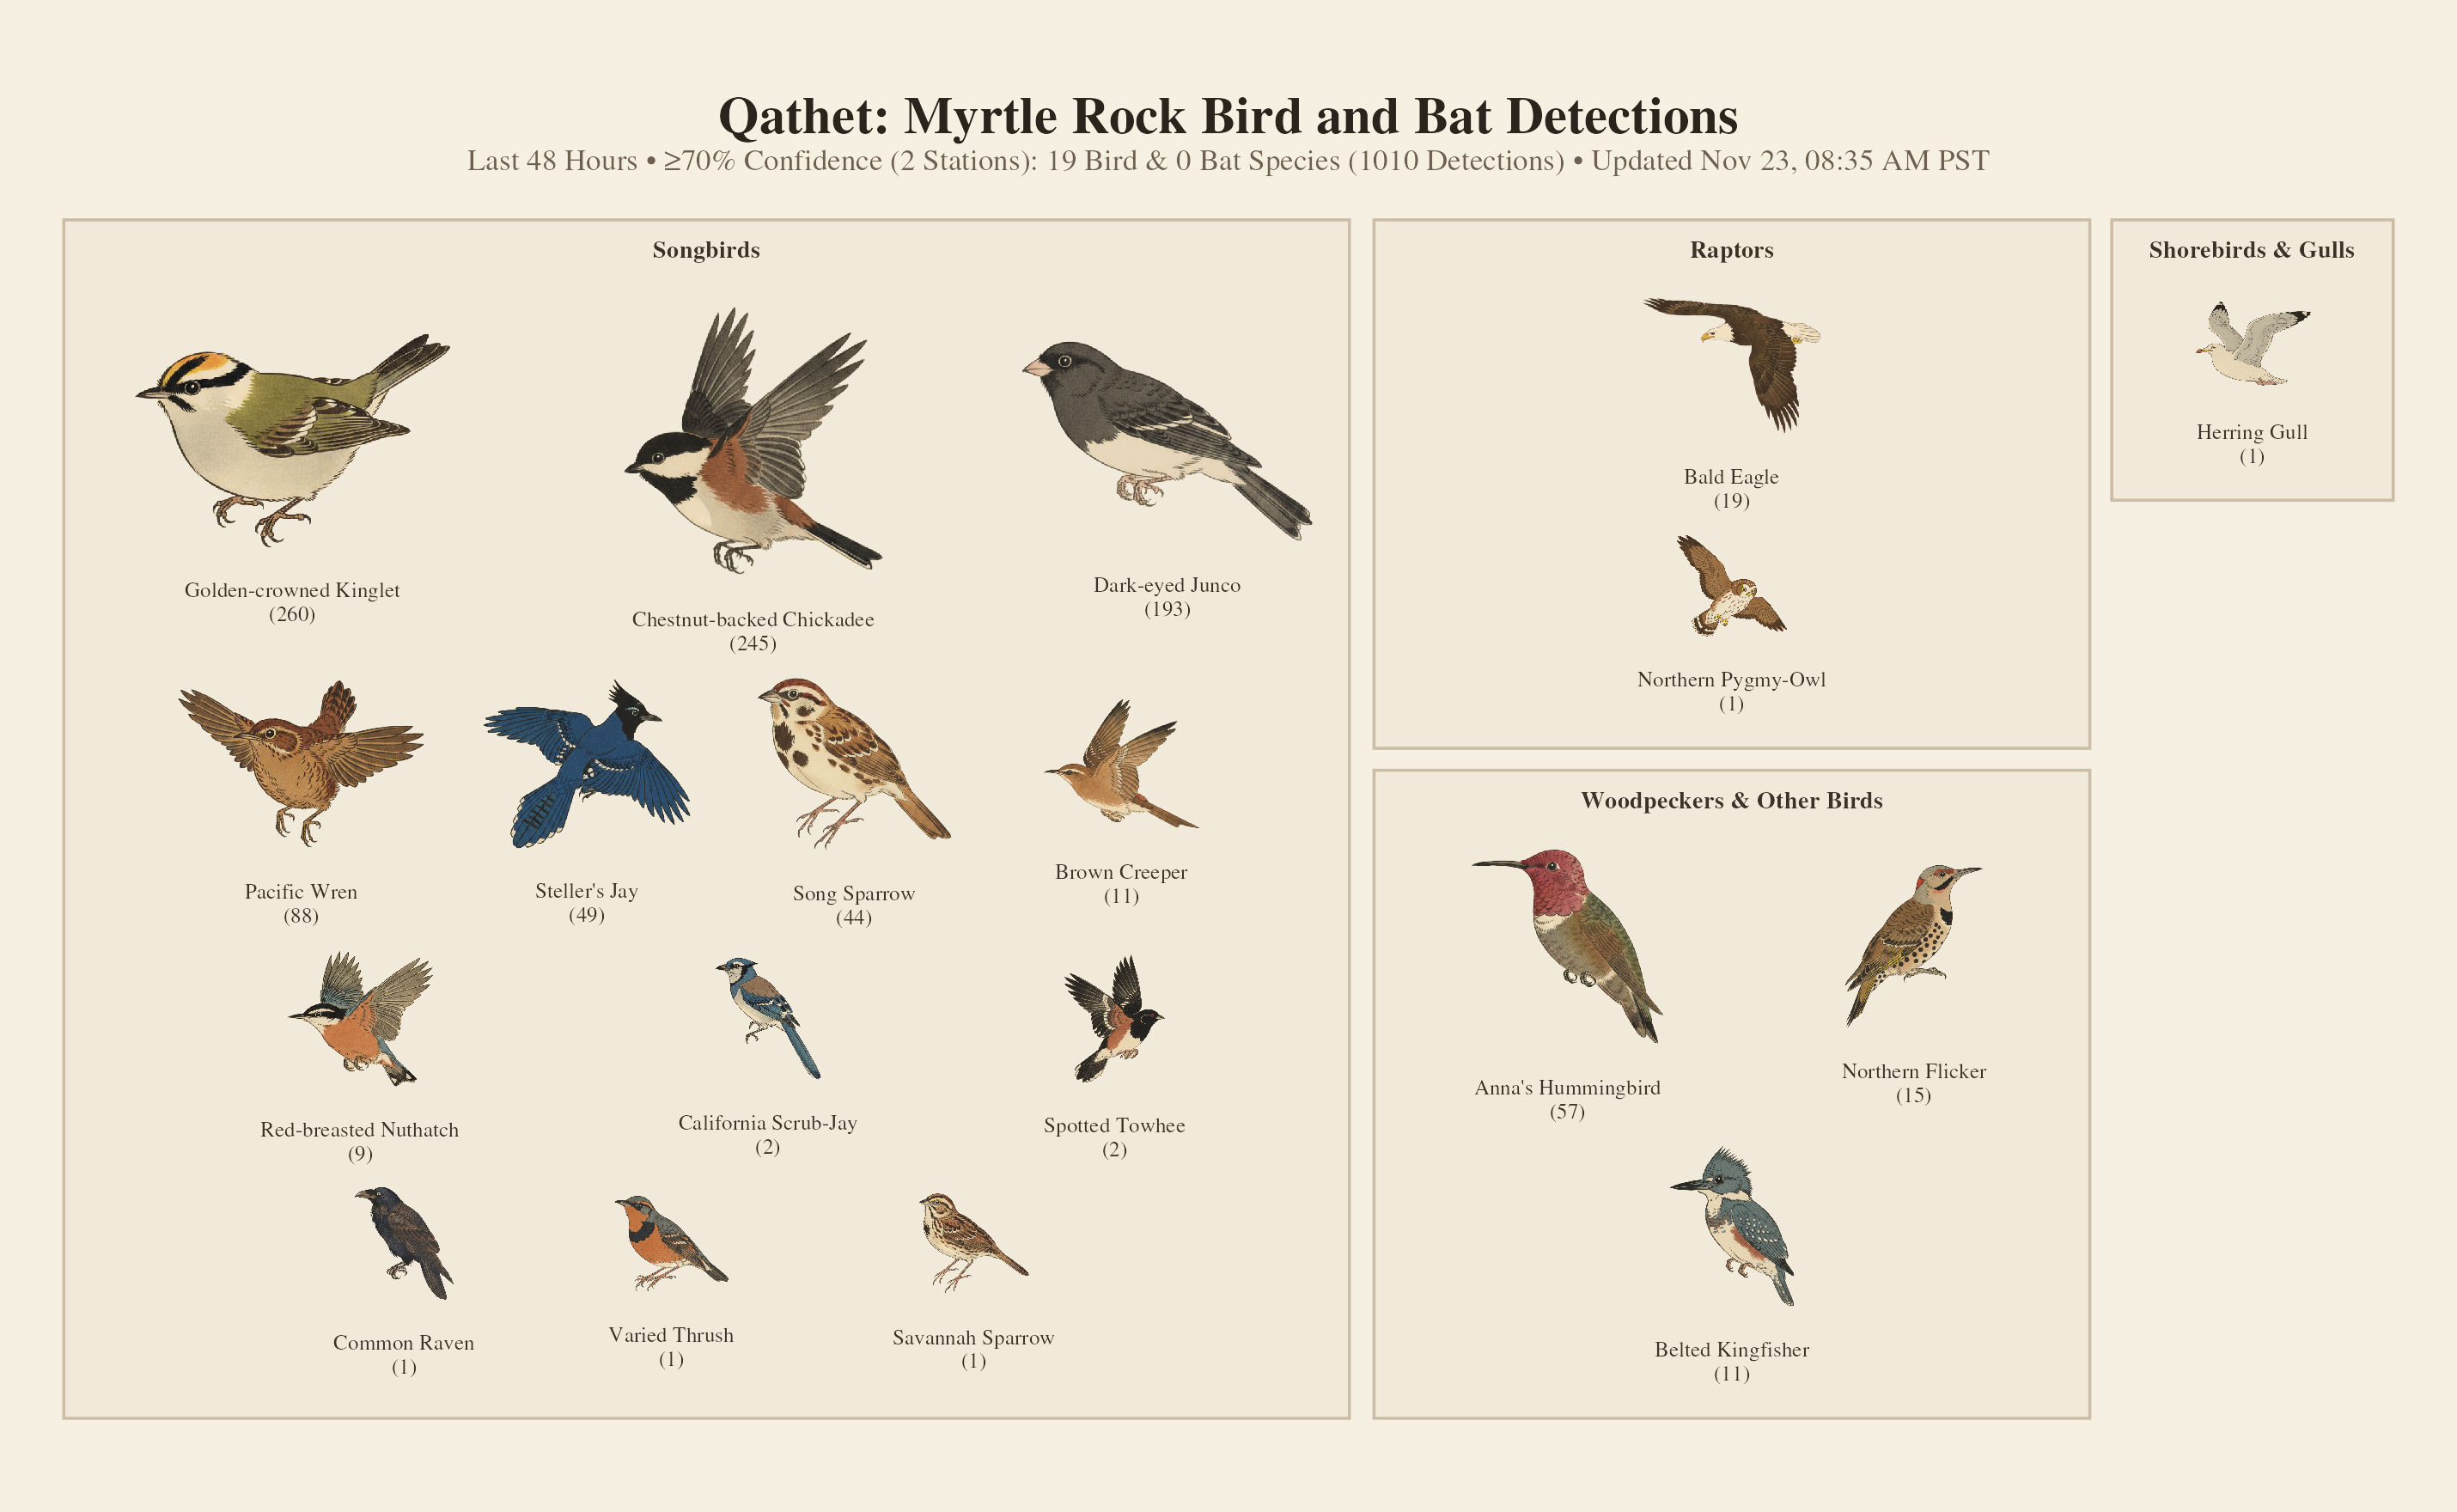 Qathet: Myrtle Rock Bird and Bat Detections
Last 48 Hours • ≥70% Confidence (2 Stations): 19 Bird & 0 Bat Species (1010 Detections) • Updated Nov 23, 08:35 AM PST
Songbirds
Golden-crowned Kinglet
(260)
Chestnut-backed Chickadee
(245)
Dark-eyed Junco
(193)
Pacific Wren
(88)
Steller's Jay
(49)
Song Sparrow
(44)
Brown Creeper
(11)
Red-breasted Nuthatch
(9)
California Scrub-Jay
(2)
Spotted Towhee
(2)
Common Raven
(1)
Varied Thrush
(1)
Savannah Sparrow
(1)
Raptors
Bald Eagle
(19)
Northern Pygmy-Owl
(1)
Woodpeckers & Other Birds
Anna's Hummingbird
(57)
Northern Flicker
(15)
Belted Kingfisher
(11)
Shorebirds & Gulls
Herring Gull
(1)